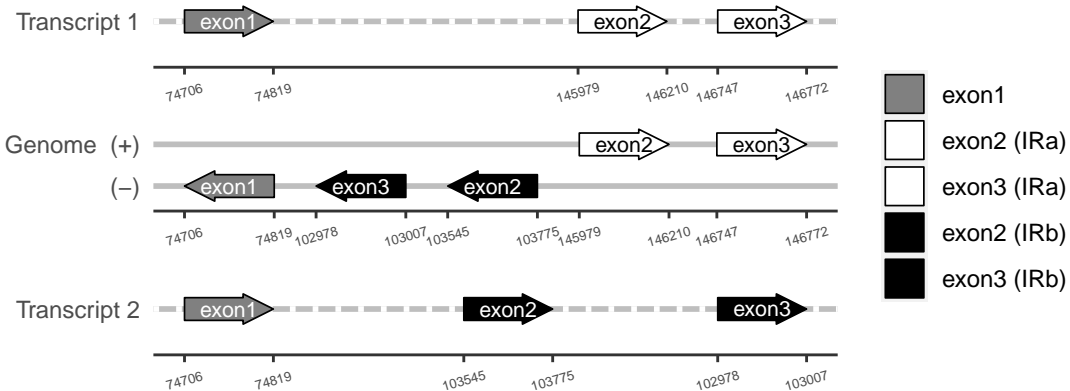 Transcript 1 exon1 exon2 exon3
74706 74819 145979 146210 146747 146772
Genome (+) exon2 exon3
(−) exon1 exon3 exon2
74706 74819 102978 103007 103545 103775 145979 146210 146747 146772
Transcript 2 exon1 exon2 exon3
74706 74819 103545 103775 102978 103007
exon1
exon2 (IRa)
exon3 (IRa)
exon2 (IRb)
exon3 (IRb)